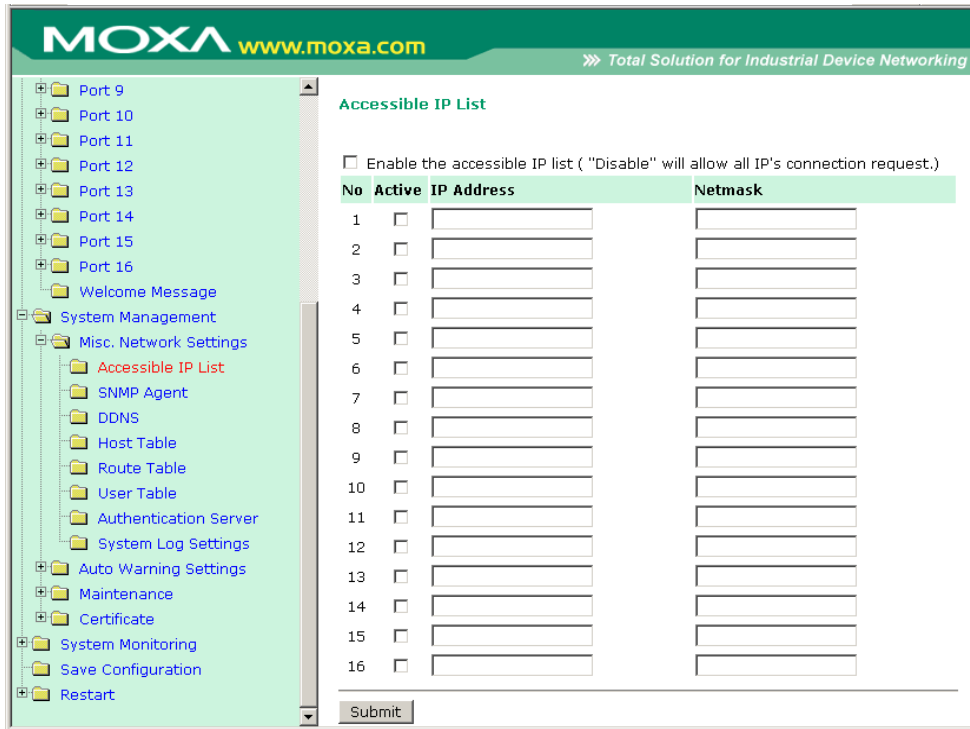 MOXA www.moxa.com
Total Solution for Industrial Device Networking
Port 9
Port 10
Port 11
Port 12
Port 13
Port 14
Port 15
Port 16
Welcome Message
System Management
Misc. Network Settings
Accessible IP List
SNMP Agent
DDNS
Host Table
Route Table
User Table
Authentication Server
System Log Settings
Auto Warning Settings
Maintenance
Certificate
System Monitoring
Save Configuration
Restart
Accessible IP List
Enable the accessible IP list ( "Disable" will allow all IP's connection request.)
No Active IP Address Netmask
1
2
3
4
5
6
7
8
9
10
11
12
13
14
15
16
Submit